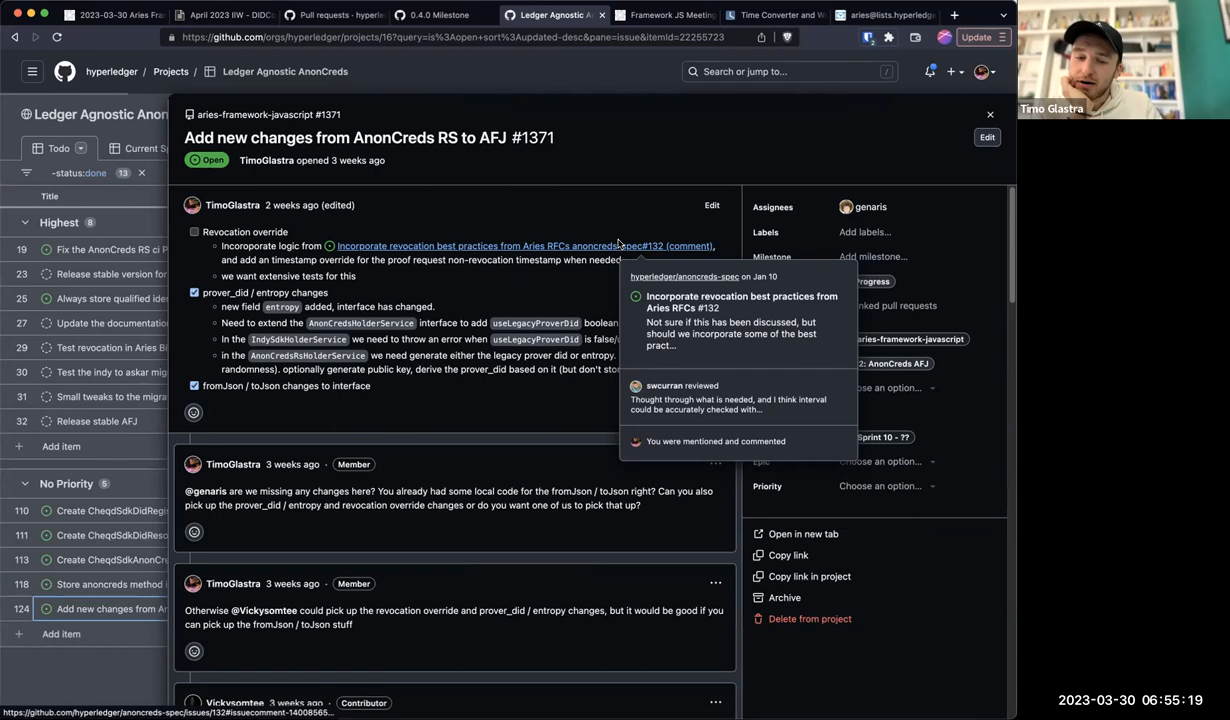 2023-03-30 Aries Fra
April 2023 IIW - DIDC
Pull requests · hyperle
0.4.0 Milestone
Ledger Agnostic An
Framework JS Meeting
Time Converter and W
aries@lists.hyperledge
https://github.com/orgs/hyperledger/projects/16?query=is%3Aopen+sort%3Aupdated-desc&pane=issue&itemId=22255723
2
Update
hyperledger / Projects / Ledger Agnostic AnonCreds
Search or jump to...
/
Timo Glastra
Ledger Agnostic Anon
Todo
Current S
-status:done 13
Title
Highest 8
19 Fix the AnonCreds RS ci P
23 Release stable version for
25 Always store qualified ide
27 Update the documentation
29 Test revocation in Aries Bi
30 Test the indy to askar mig
31 Small tweaks to the migra
32 Release stable AFJ
Add item
No Priority 5
110 Create CheqdSdkDidRegis
111 Create CheqdSdkDidReso
113 Create CheqdSdkAnonCre
118 Store anoncreds method i
124 Add new changes from An
Add item
aries-framework-javascript #1371
Add new changes from AnonCreds RS to AFJ #1371
Edit
Open
TimoGlastra opened 3 weeks ago
TimoGlastra 2 weeks ago (edited)
Edit
Revocation override
Incoroporate logic from Incorporate revocation best practices from Aries RFCs anoncreds-spec#132 (comment),
and add an timestamp override for the proof request non-revocation timestamp when needed
we want extensive tests for this
prover_did / entropy changes
new field entropy added, interface has changed.
Need to extend the AnonCredsHolderService interface to add useLegacyProverDid boolean
In the IndySdkHolderService we need to throw an error when useLegacyProverDid is false/u
in the AnonCredsRsHolderService we need generate either the legacy prover did or entropy.
randomness). optionally generate public key, derive the prover_did based on it (but don't sto
fromJson / toJson changes to interface
hyperledger/anoncreds-spec on Jan 10
Incorporate revocation best practices from
Aries RFCs #132
Not sure if this has been discussed, but
should we incorporate some of the best
pract...
swcurran reviewed
Thought through what is needed, and I think interval
could be accurately checked with...
You were mentioned and commented
TimoGlastra 3 weeks ago · Member
@genaris are we missing any changes here? You already had some local code for the fromJson / toJson right? Can you also
pick up the prover_did / entropy and revocation override changes or do you want one of us to pick that up?
TimoGlastra 3 weeks ago · Member
Otherwise @Vickysomtee could pick up the revocation override and prover_did / entropy changes, but it would be good if you
can pick up the fromJson / toJson stuff
Vickysomtee 3 weeks ago · Contributor
Assignees
genaris
Labels
Add labels...
Milestone
Add milestone...
Progress
nked pull requests
aries-framework-javascript
2: AnonCreds AFJ
oose an option...
Sprint 10 - ??
Epic
Choose an option...
Priority
Choose an option...
Open in new tab
Copy link
Copy link in project
Archive
Delete from project
https://github.com/hyperledger/anoncreds-spec/issues/132#issuecomment-14008565...
2023-03-30 06:55:19